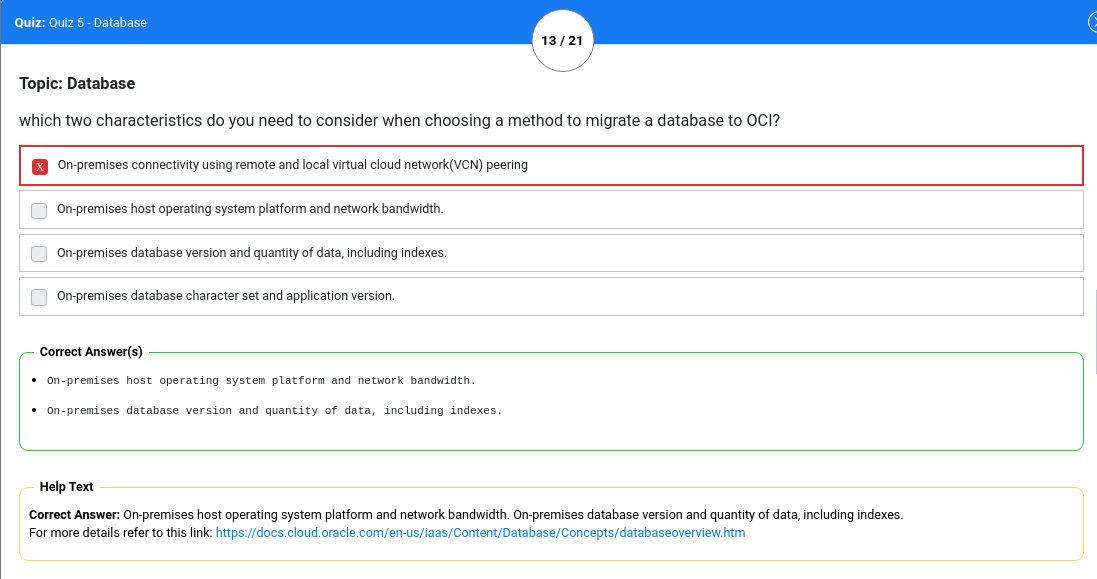 Quiz: Quiz 5 - Database
13 / 21
Topic: Database
which two characteristics do you need to consider when choosing a method to migrate a database to OCI?
X On-premises connectivity using remote and local virtual cloud network(VCN) peering
On-premises host operating system platform and network bandwidth.
On-premises database version and quantity of data, including indexes.
On-premises database character set and application version.
Correct Answer(s)
• On-premises host operating system platform and network bandwidth.
• On-premises database version and quantity of data, including indexes.
Help Text
Correct Answer: On-premises host operating system platform and network bandwidth. On-premises database version and quantity of data, including indexes.
For more details refer to this link: https://docs.cloud.oracle.com/en-us/iaas/Content/Database/Concepts/databaseoverview.htm